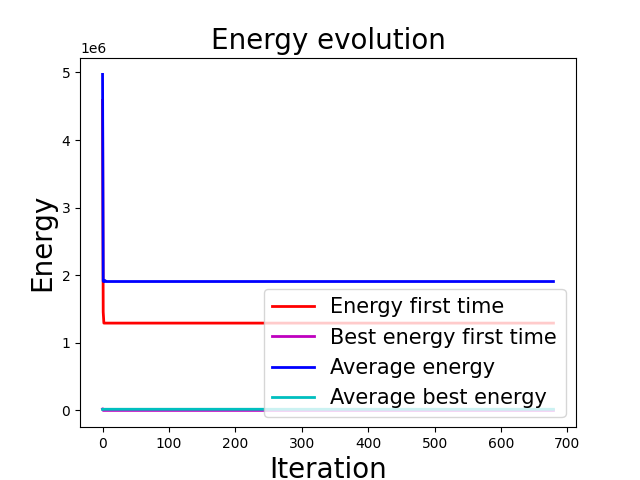 Energy evolution
1e6
5
4
3
2
1
0
Energy
Energy first time
Best energy first time
Average energy
Average best energy
0 100 200 300 400 500 600 700
Iteration